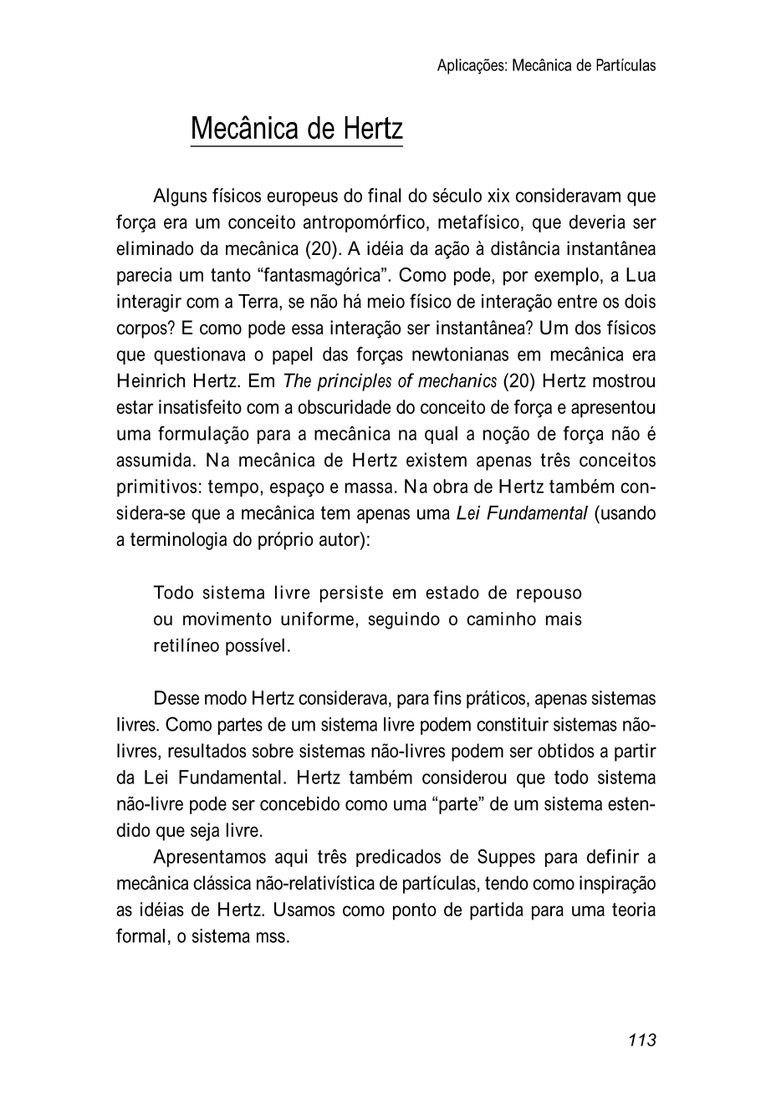 Aplicações: Mecânica de Partículas
Mecânica de Hertz
Alguns físicos europeus do final do século xix consideravam que
força era um conceito antropomórfico, metafísico, que deveria ser
eliminado da mecânica (20). A idéia da ação à distância instantânea
parecia um tanto “fantasmagórica”. Como pode, por exemplo, a Lua
interagir com a Terra, se não há meio físico de interação entre os dois
corpos? E como pode essa interação ser instantânea? Um dos físicos
que questionava o papel das forças newtonianas em mecânica era
Heinrich Hertz. Em The principles of mechanics (20) Hertz mostrou
estar insatisfeito com a obscuridade do conceito de força e apresentou
uma formulação para a mecânica na qual a noção de força não é
assumida. Na mecânica de Hertz existem apenas três conceitos
primitivos: tempo, espaço e massa. Na obra de Hertz também con-
sidera-se que a mecânica tem apenas uma Lei Fundamental (usando
a terminologia do próprio autor):
Todo sistema livre persiste em estado de repouso
ou movimento uniforme, seguindo o caminho mais
retilíneo possível.
Desse modo Hertz considerava, para fins práticos, apenas sistemas
livres. Como partes de um sistema livre podem constituir sistemas não-
livres, resultados sobre sistemas não-livres podem ser obtidos a partir
da Lei Fundamental. Hertz também considerou que todo sistema
não-livre pode ser concebido como uma “parte” de um sistema esten-
dido que seja livre.
Apresentamos aqui três predicados de Suppes para definir a
mecânica clássica não-relativística de partículas, tendo como inspiração
as idéias de Hertz. Usamos como ponto de partida para uma teoria
formal, o sistema mss.
113